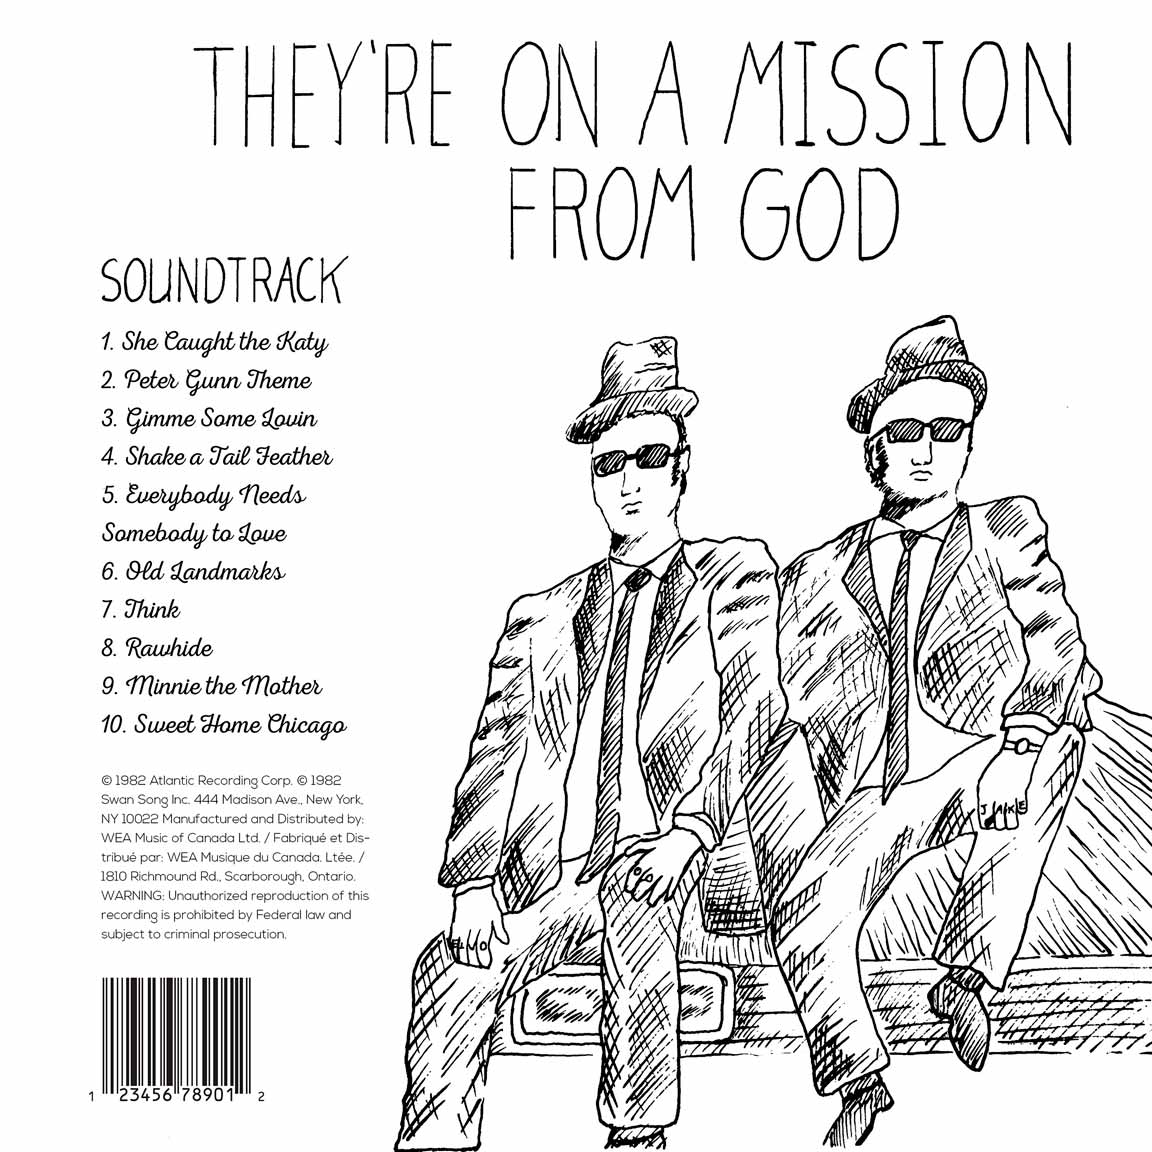 THEY'RE ON A MISSION
FROM GOD
SOUNDTRACK
1. She Caught the Katy
2. Peter Gunn Theme
3. Gimme Some Lovin
4. Shake a Tail Feather
5. Everybody Needs
Somebody to Love
6. Old Landmarks
7. Think
8. Rawhide
9. Minnie the Mother
10. Sweet Home Chicago
© 1982 Atlantic Recording Corp. © 1982
Swan Song Inc. 444 Madison Ave., New York,
NY 10022 Manufactured and Distributed by:
WEA Music of Canada Ltd. / Fabriqué et Dis-
tribué par: WEA Musique du Canada. Ltée. /
1810 Richmound Rd., Scarborough, Ontario.
WARNING: Unauthorized reproduction of this
recording is prohibited by Federal law and
subject to criminal prosecution.
JAKE
1 23456 78901 2